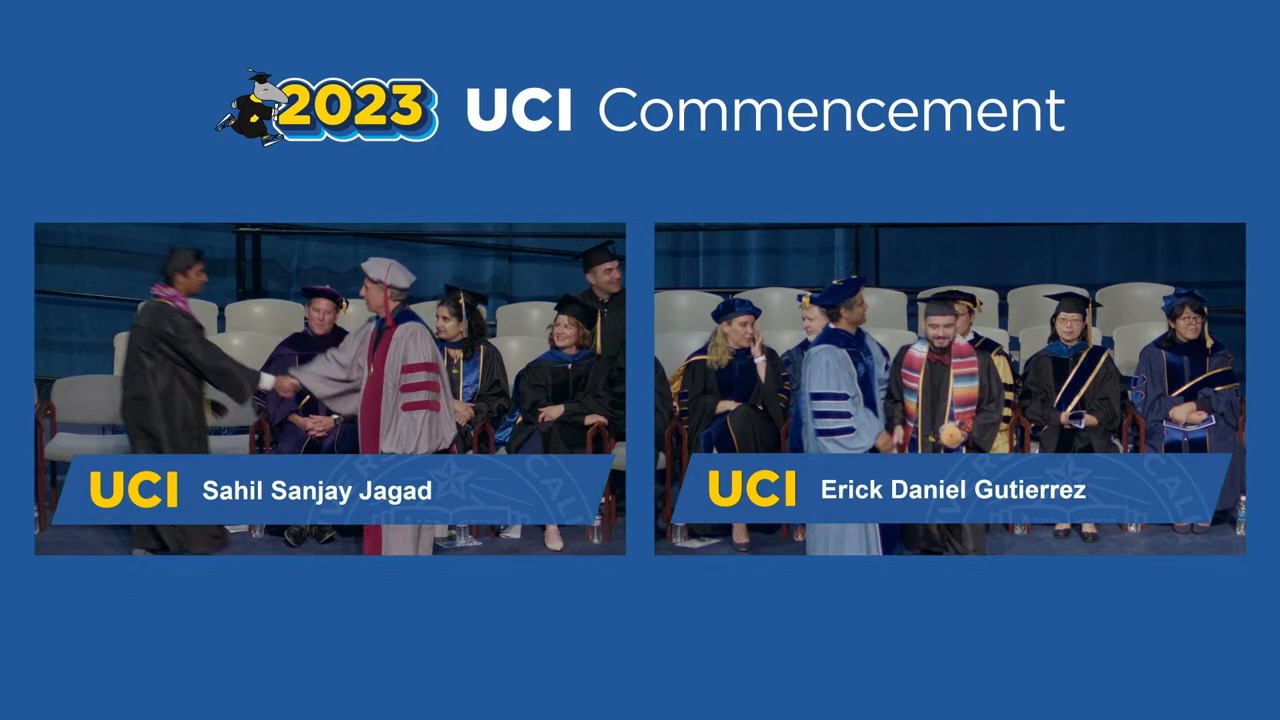 2023 UCI Commencement
UCI Sahil Sanjay Jagad
UCI Erick Daniel Gutierrez